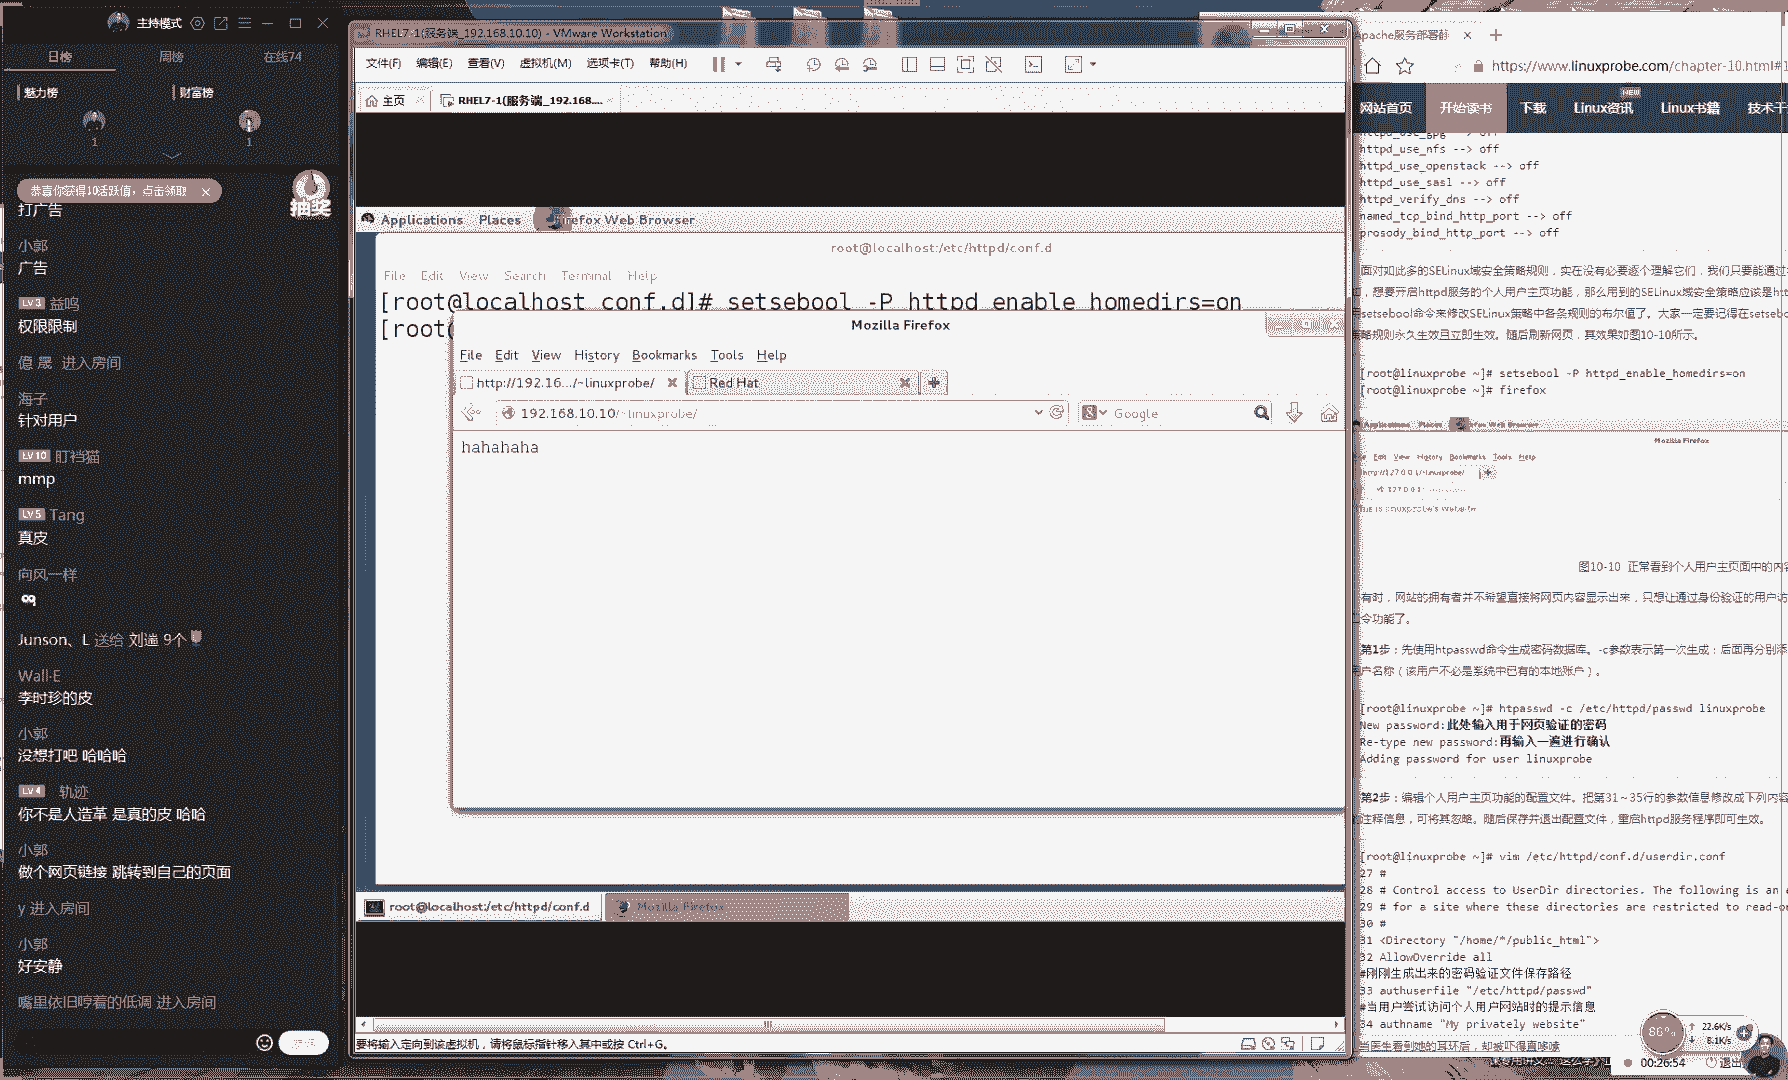 主持模式
日榜 周榜 在线74
魅力榜 财富榜
1 1
恭喜你获得10活跃值，点击领取
抽奖
打广告
小郭
广告
LV3 益鸣
权限限制
億 晟 进入房间
海子
针对用户
LV10 盯裆猫
mmp
LV5 Tang
真皮
向风一样
Junson、L 送给 刘遄 9个
Wall·E
李时珍的皮
小郭
没想打吧 哈哈哈
LV4 轨迹
你不是人造革 是真的皮 哈哈
小郭
做个网页链接 跳转到自己的页面
y 进入房间
小郭
好安静
嘴里依旧哼着的低调 进入房间
RHEL7-1(服务端_192.168.10.10) - VMware Workstation
文件(F) 编辑(E) 查看(V) 虚拟机(M) 选项卡(T) 帮助(H)
主页 RHEL7-1(服务端_192.168....
Applications Places Firefox Web Browser
root@localhost:/etc/httpd/conf.d
File Edit View Search Terminal Help
[root@localhost conf.d]# setsebool -P httpd_enable_homedirs=on
[root@
Mozilla Firefox
File Edit View History Bookmarks Tools Help
http://192.16.../~linuxprobe/ Red Hat
192.168.10.10/~linuxprobe/ Google
hahahaha
root@localhost:/etc/httpd/conf.d Mozilla Firefox
要将输入定向到该虚拟机，请将鼠标指针移入其中或按 Ctrl+G。
Apache服务部署静
https://www.linuxprobe.com/chapter-10.html#1
网站首页 开始读书 下载 Linux资讯 NEW Linux书籍 技术干
httpd_use_gpg --> off
httpd_use_nfs --> off
httpd_use_openstack --> off
httpd_use_sasl --> off
httpd_verify_dns --> off
named_tcp_bind_http_port --> off
prosody_bind_http_port --> off
面对如此多的SELinux域安全策略规则，实在没有必要逐个理解它们，我们只要能通过
，想要开启httpd服务的个人用户主页功能，那么用到的SELinux域安全策略应该是ht
setsebool命令来修改SELinux策略中各条规则的布尔值了。大家一定要记得在setsebo
略规则永久生效且立即生效。随后刷新网页，其效果如图10-10所示。
[root@linuxprobe ~]# setsebool -P httpd_enable_homedirs=on
[root@linuxprobe ~]# firefox
Mozilla Firefox
图10-10 正常看到个人用户主页面中的内容
有时，网站的拥有者并不希望直接将网页内容显示出来，只想让通过身份验证的用户访
令功能了。
第1步：先使用htpasswd命令生成密码数据库。-c参数表示第一次生成；后面再分别添
户名称（该用户不必是系统中已有的本地账户）。
[root@linuxprobe ~]# htpasswd -c /etc/httpd/passwd linuxprobe
New password:此处输入用于网页验证的密码
Re-type new password:再输入一遍进行确认
Adding password for user linuxprobe
第2步：编辑个人用户主页功能的配置文件。把第31～35行的参数信息修改成下列内容
注释信息，可将其忽略。随后保存并退出配置文件，重启httpd服务程序即可生效。
[root@linuxprobe ~]# vim /etc/httpd/conf.d/userdir.conf
27 #
28 # Control access to UserDir directories. The following is an
29 # for a site where these directories are restricted to read-o
30 #
31 <Directory "/home/*/public_html">
32 AllowOverride all
#刚刚生成出来的密码验证文件保存路径
33 authuserfile "/etc/httpd/passwd"
#当用户尝试访问个人用户网站时的提示信息
34 authname "My privately website"
当医生看到她的耳环后，却被吓得直哆嗦
66% 22.6K/s
8.1K/s
00:26:54